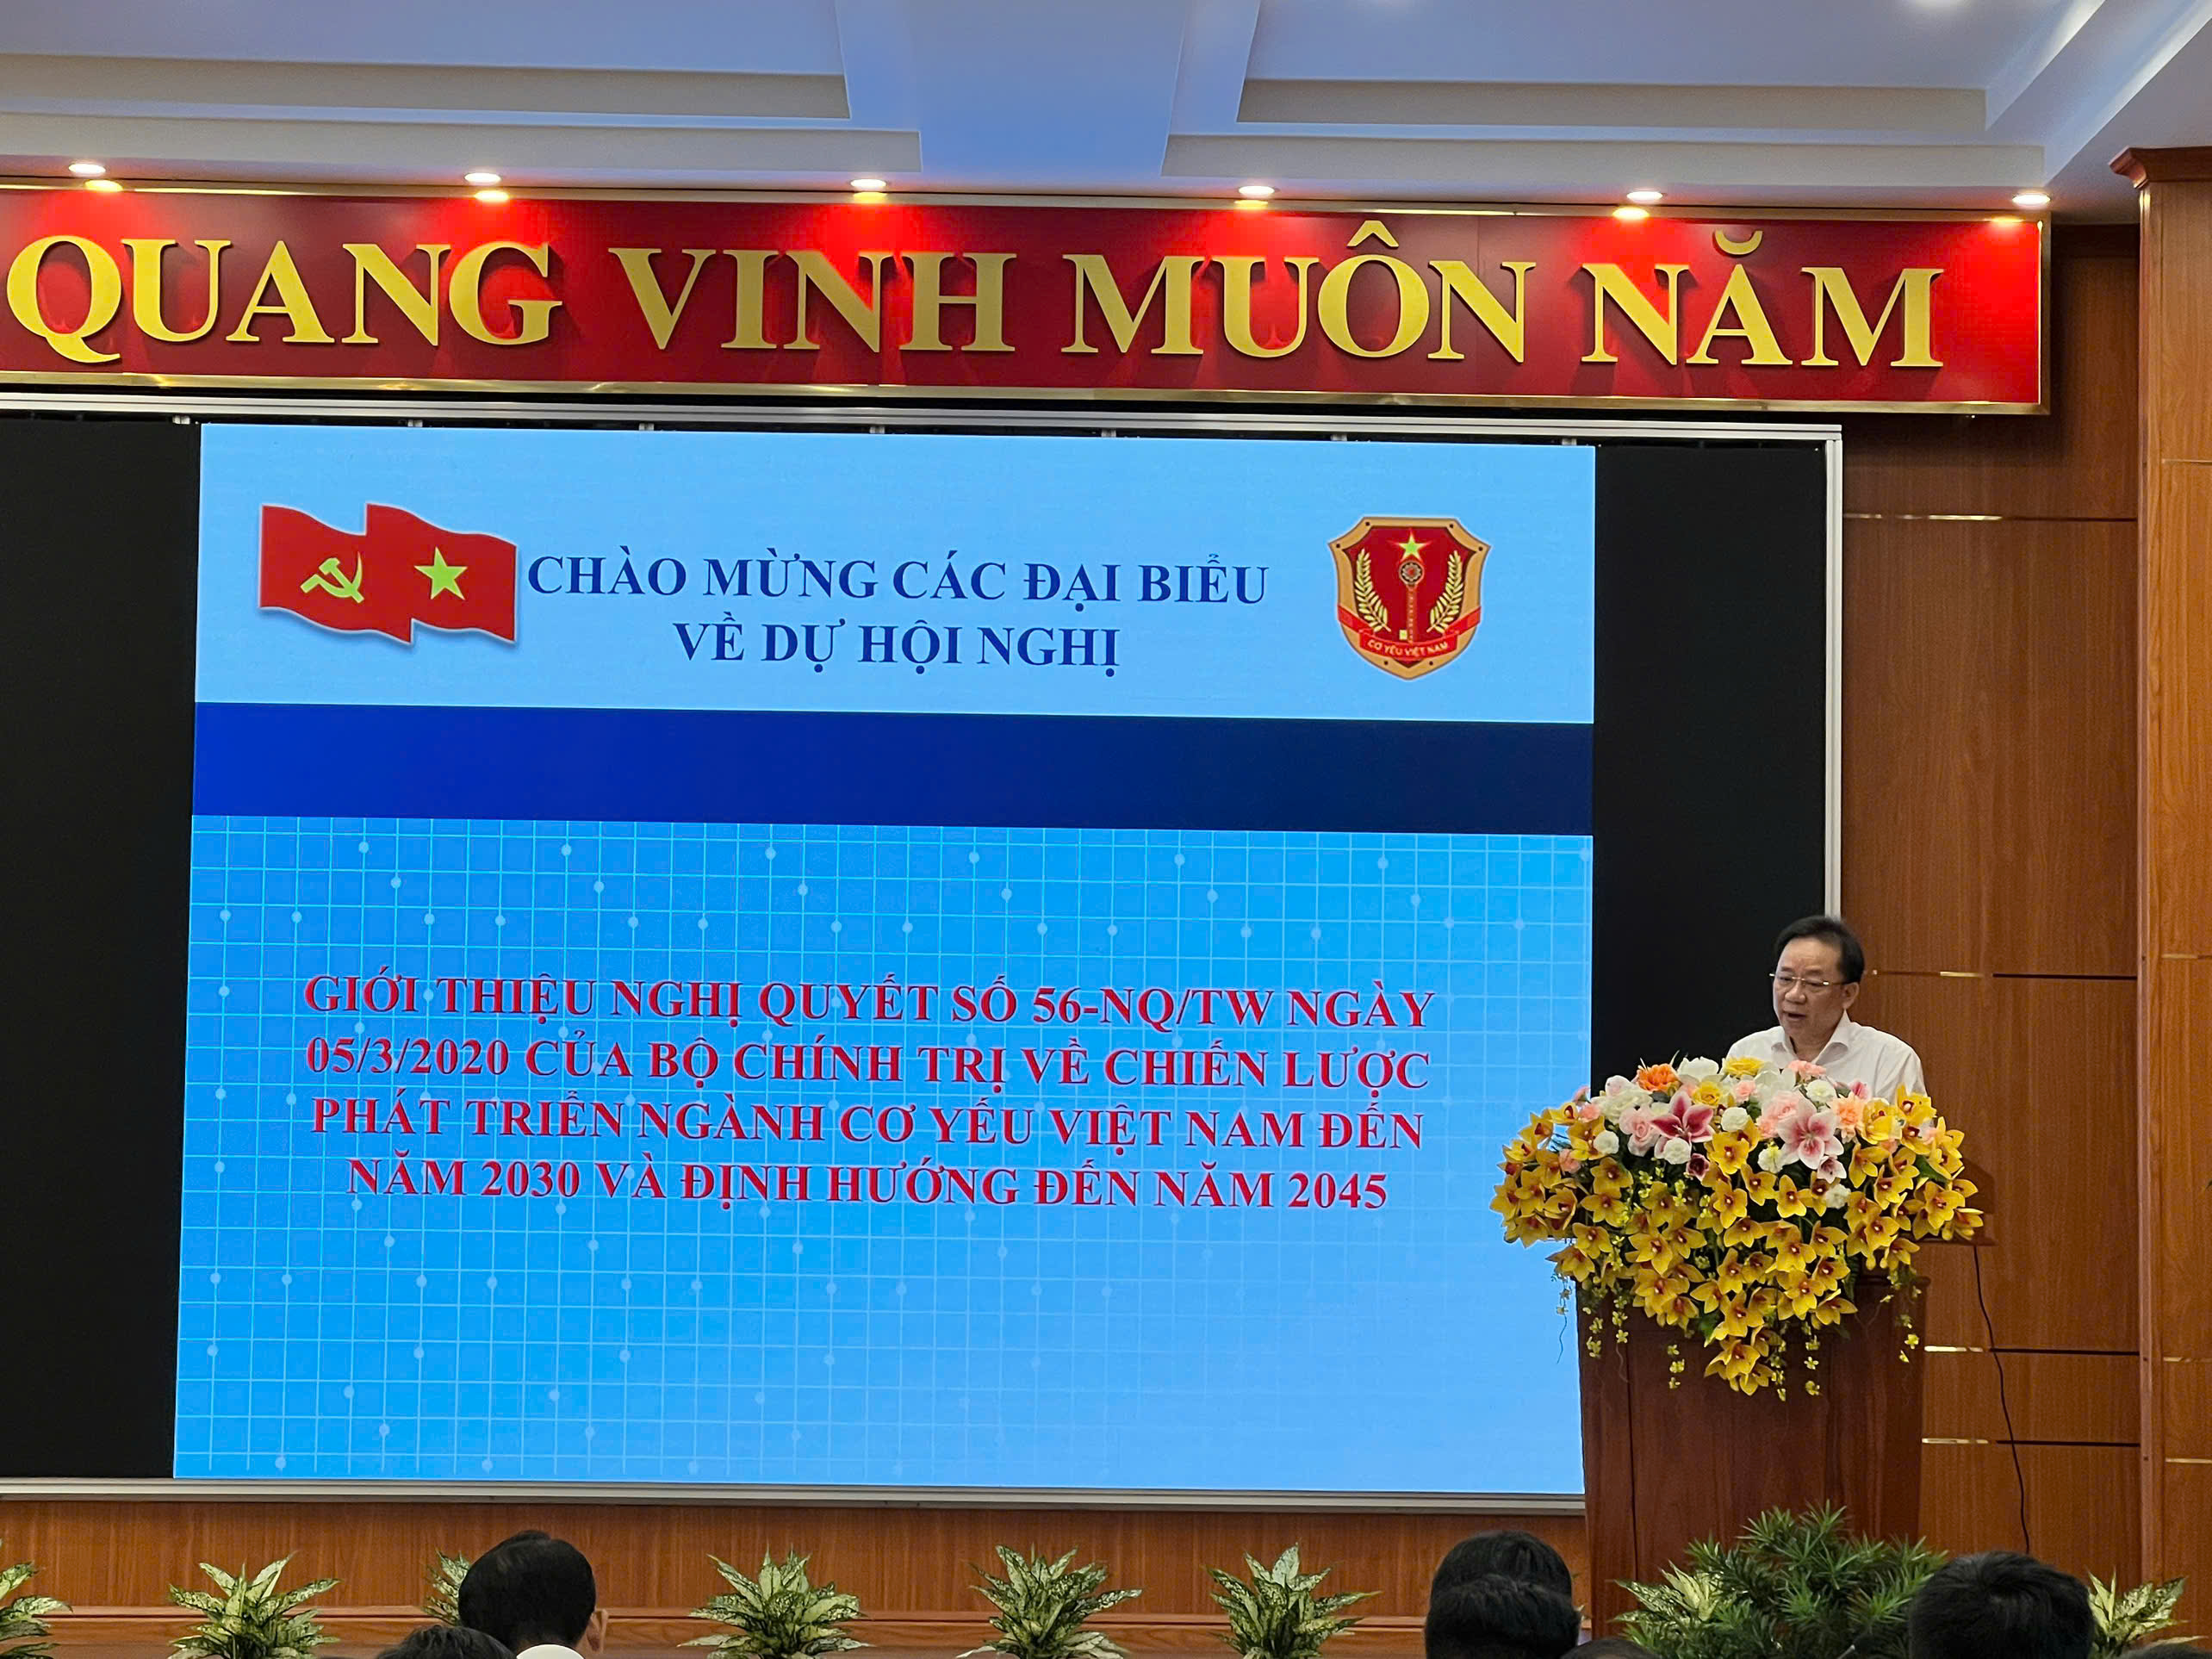 QUANG VINH MUÔN NĂM
CHÀO MỪNG CÁC ĐẠI BIỂU
VỀ DỰ HỘI NGHỊ
CƠ YẾU VIỆT NAM
GIỚI THIỆU NGHỊ QUYẾT SỐ 56-NQ/TW NGÀY
05/3/2020 CỦA BỘ CHÍNH TRỊ VỀ CHIẾN LƯỢC
PHÁT TRIỂN NGÀNH CƠ YẾU VIỆT NAM ĐẾN
NĂM 2030 VÀ ĐỊNH HƯỚNG ĐẾN NĂM 2045